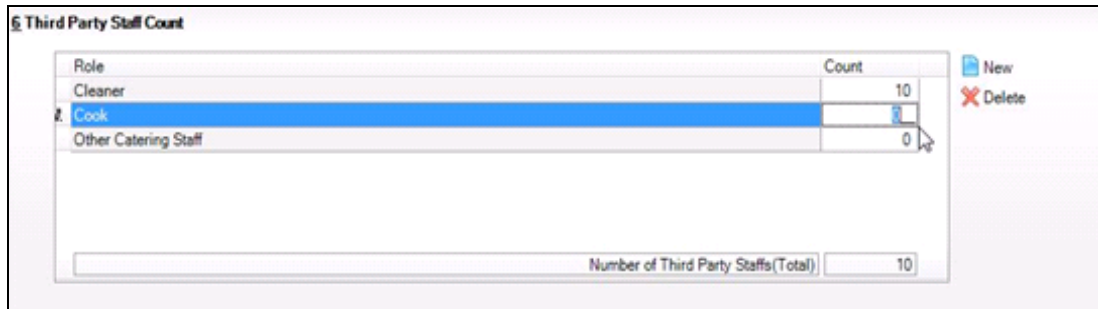 6 Third Party Staff Count
Role Count
New
Cleaner 10
Delete
Cook 0
Other Catering Staff 0
Number of Third Party Staffs(Total) 10